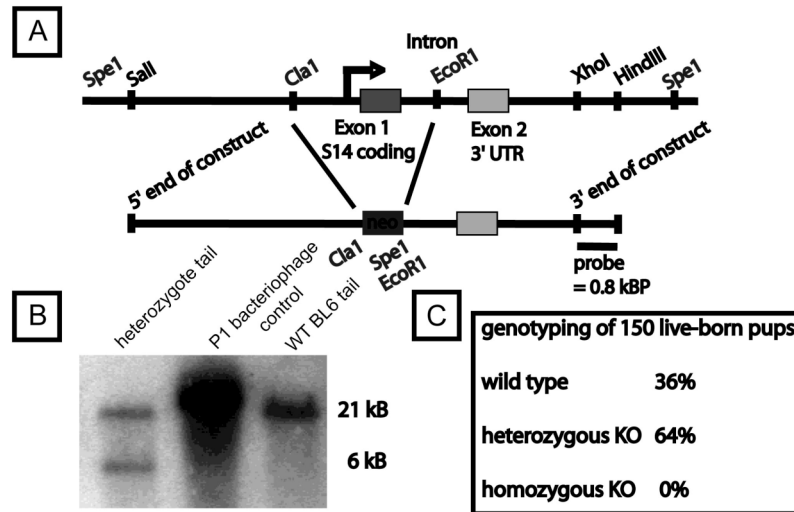 A
Spe1
SalI
Cla1
Intron
EcoR1
XhoI
HindIII
Spe1
Exon 1
S14 coding
Exon 2
3' UTR
5' end of construct
3' end of construct
neo
Cla1
Spe1
EcoR1
probe
= 0.8 kBP
B
heterozygote tail
P1 bacteriophage
control
WT BL6 tail
21 kB
6 kB
C
genotyping of 150 live-born pups
wild type 36%
heterozygous KO 64%
homozygous KO 0%